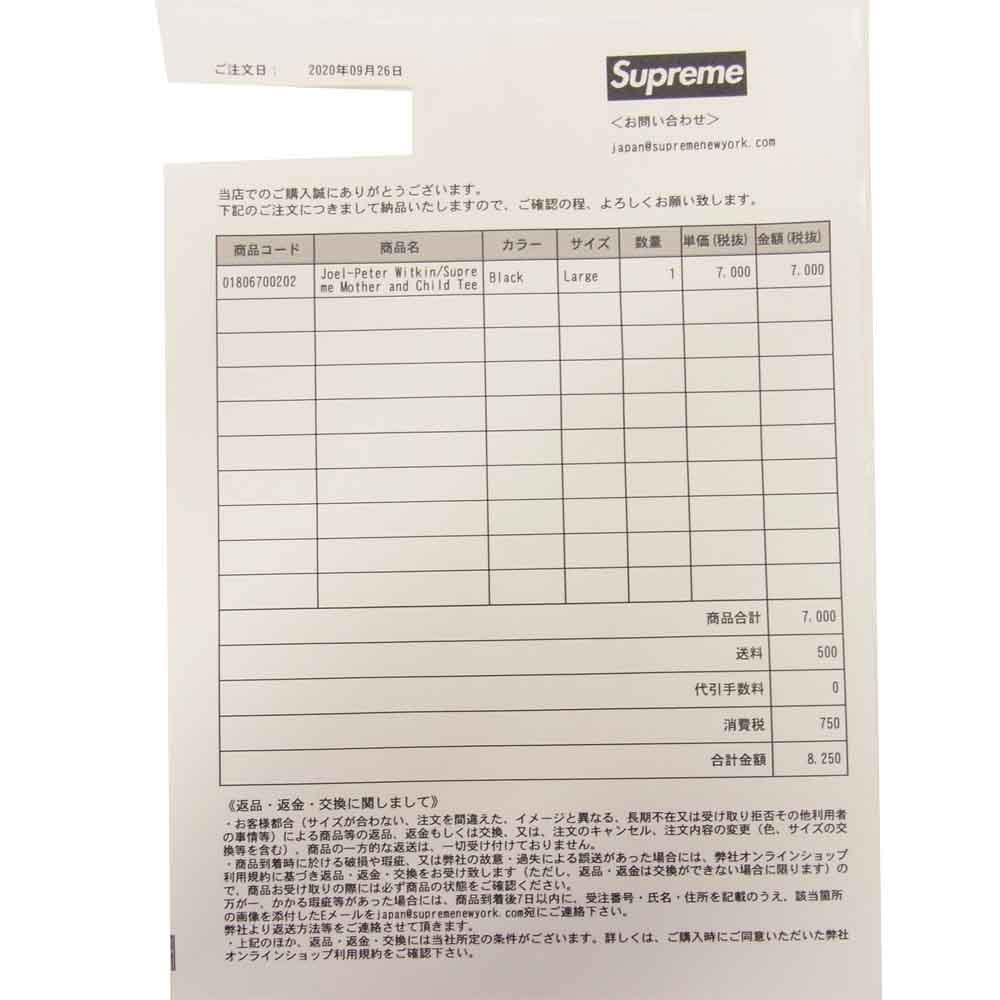 ご注文日： 2020年09月26日
Supreme
＜お問い合わせ＞
japan@supremenewyork.com
当店でのご購入誠にありがとうございます。
下記のご注文につきまして納品いたしますので、ご確認の程、よろしくお願い致します。
商品コード 商品名 カラー サイズ 数量 単価(税抜) 金額(税抜)
01806700202 Joel-Peter Witkin/Supre Black Large 1 7,000 7,000
me Mother and Child Tee
商品合計 7,000
送料 500
代引手数料 0
消費税 750
合計金額 8,250
《返品・返金・交換に関しまして》
・お客様都合（サイズが合わない、注文を間違えた、イメージと異なる、長期不在又は受け取り拒否その他利用者
の事情等）による商品等の返品、返金もしくは交換、又は、注文のキャンセル、注文内容の変更（色、サイズの交
換等を含む）、商品の一方的な返送は、一切受け付けておりません。
・商品到着時に於ける破損や瑕疵、又は弊社の故意・過失による誤送があった場合には、弊社オンラインショップ
利用規約に基づき返品・返金・交換をお受け致します（ただし、返品・返金は交換ができない場合に限ります）の
で、商品お受け取りの際には必ず商品の状態をご確認ください。
万が一、かかる瑕疵等があった場合には、商品到着後7日以内に、受注番号・氏名・住所を記載のうえ、該当箇所
の画像を添付したEメールをjapan@supremenewyork.com宛にご連絡下さい。
弊社より返送方法等をご連絡させて頂きます。
・上記のほか、返品・返金・交換には当社所定の条件がございます。詳しくは、ご購入時にご同意いただいた弊社
オンラインショップ利用規約をご確認下さい。